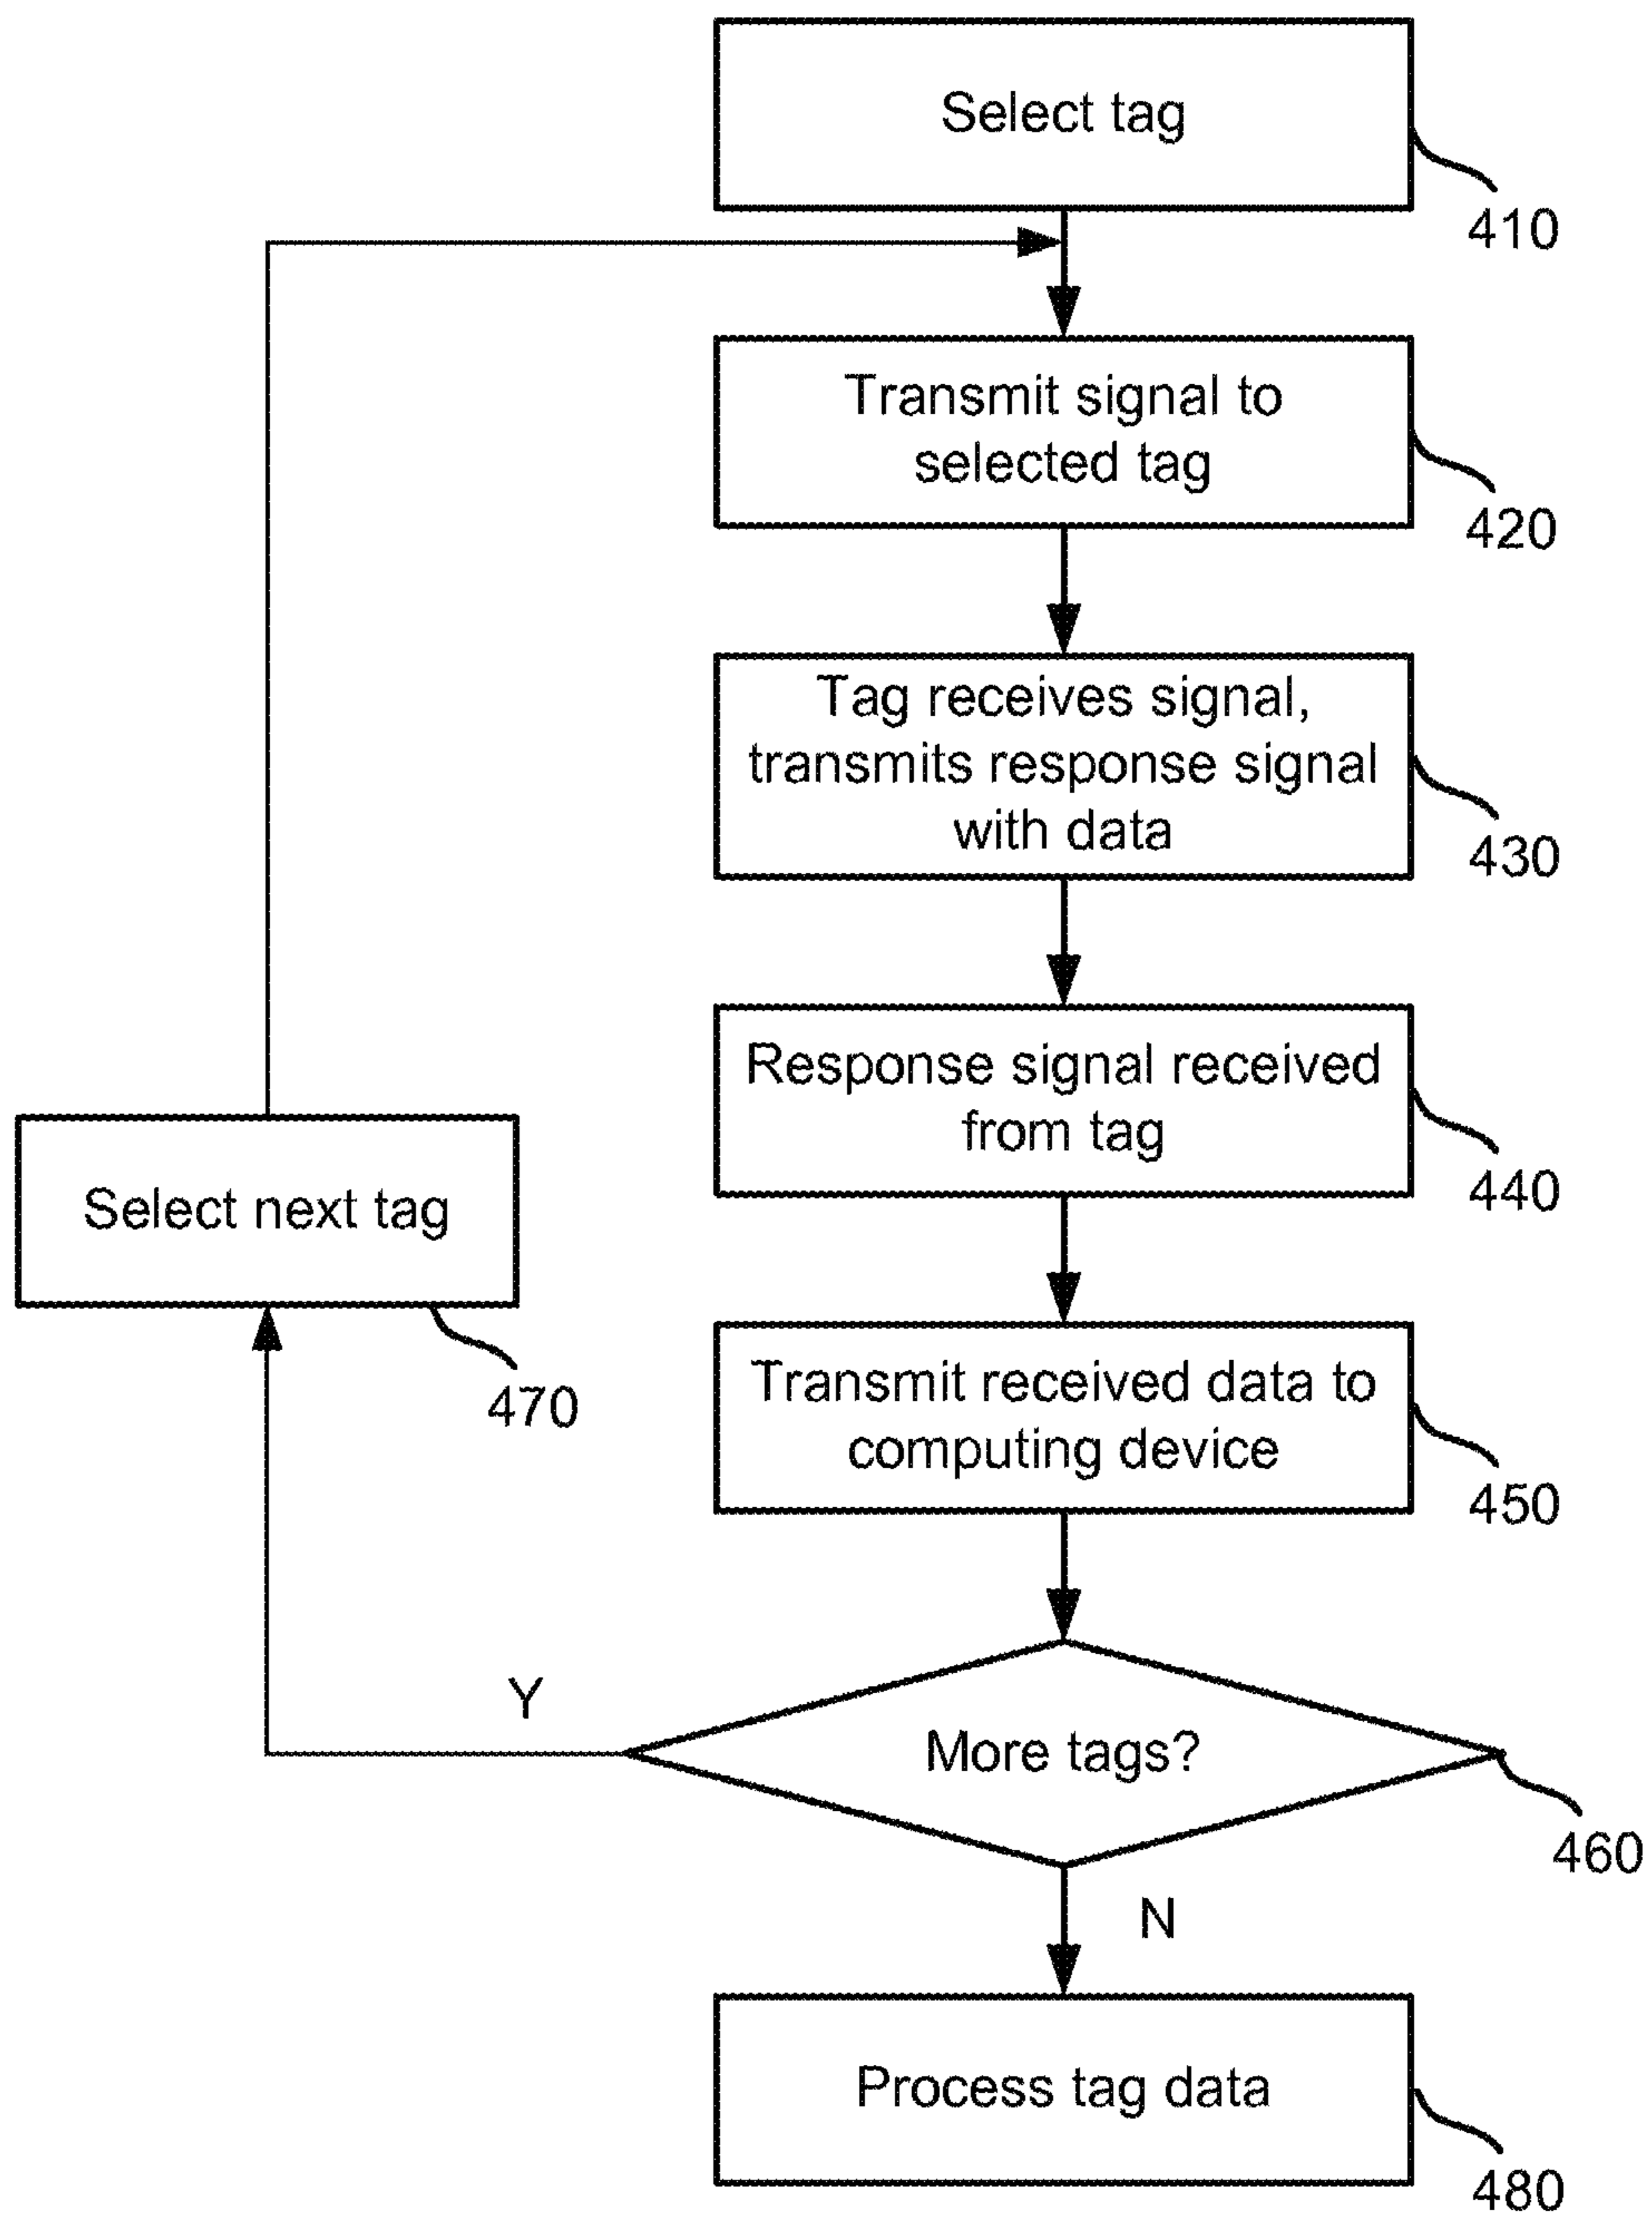 Select tag
410
Transmit signal to
selected tag
420
Tag receives signal,
transmits response signal
with data
430
Response signal received
from tag
440
Select next tag
470
Transmit received data to
computing device
450
Y
More tags?
460
N
Process tag data
480